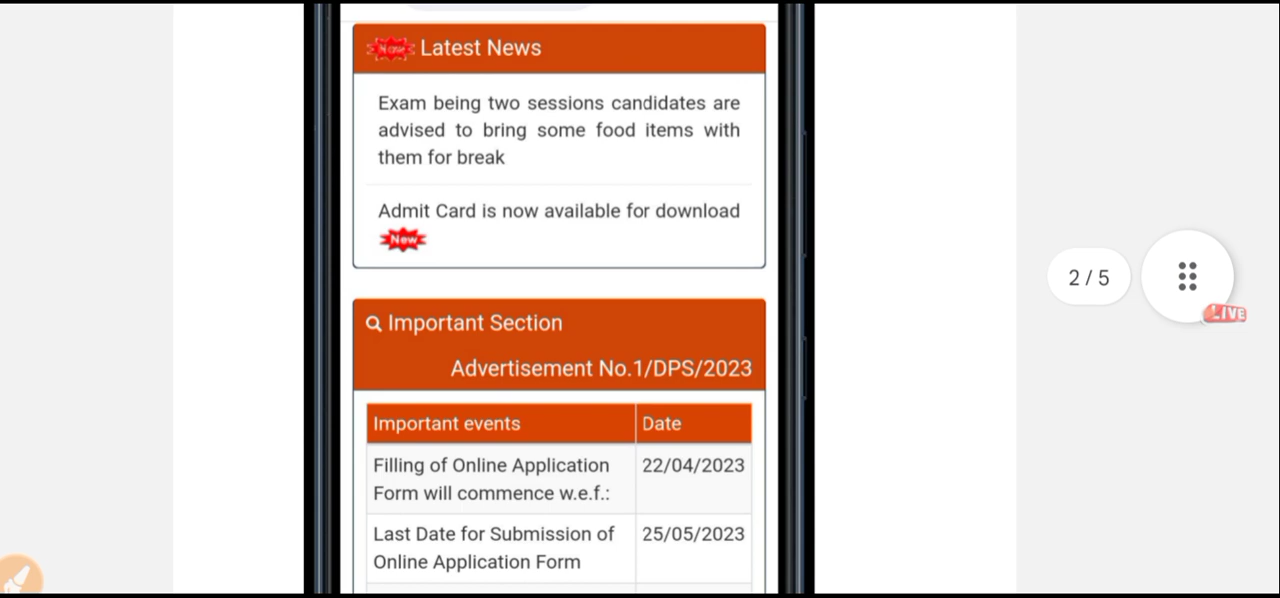 New Latest News
Exam being two sessions candidates are
advised to bring some food items with
them for break
Admit Card is now available for download
New
Important Section
Advertisement No.1/DPS/2023
Important events Date
Filling of Online Application 22/04/2023
Form will commence w.e.f.:
Last Date for Submission of 25/05/2023
Online Application Form
2 / 5
LIVE